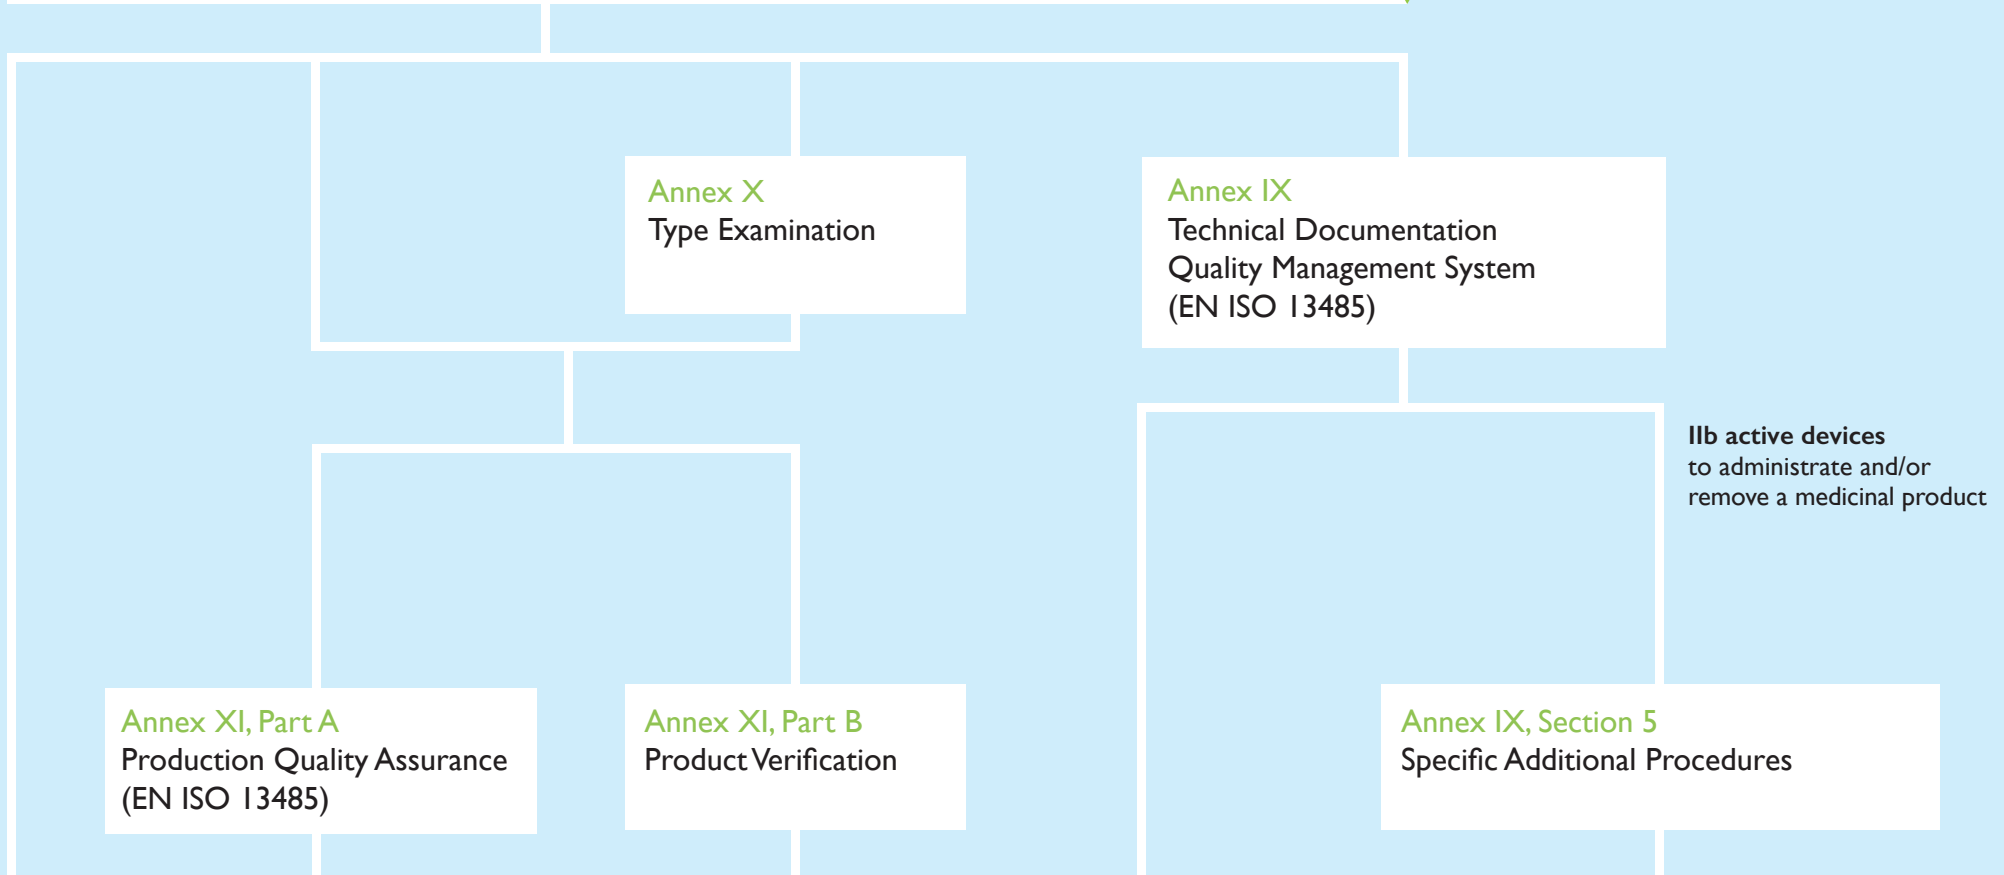 Annex X
Type Examination
Annex IX
Technical Documentation
Quality Management System
(EN ISO 13485)
IIb active devices
to administrate and/or
remove a medicinal product
Annex XI, Part A
Production Quality Assurance
(EN ISO 13485)
Annex XI, Part B
Product Verification
Annex IX, Section 5
Specific Additional Procedures